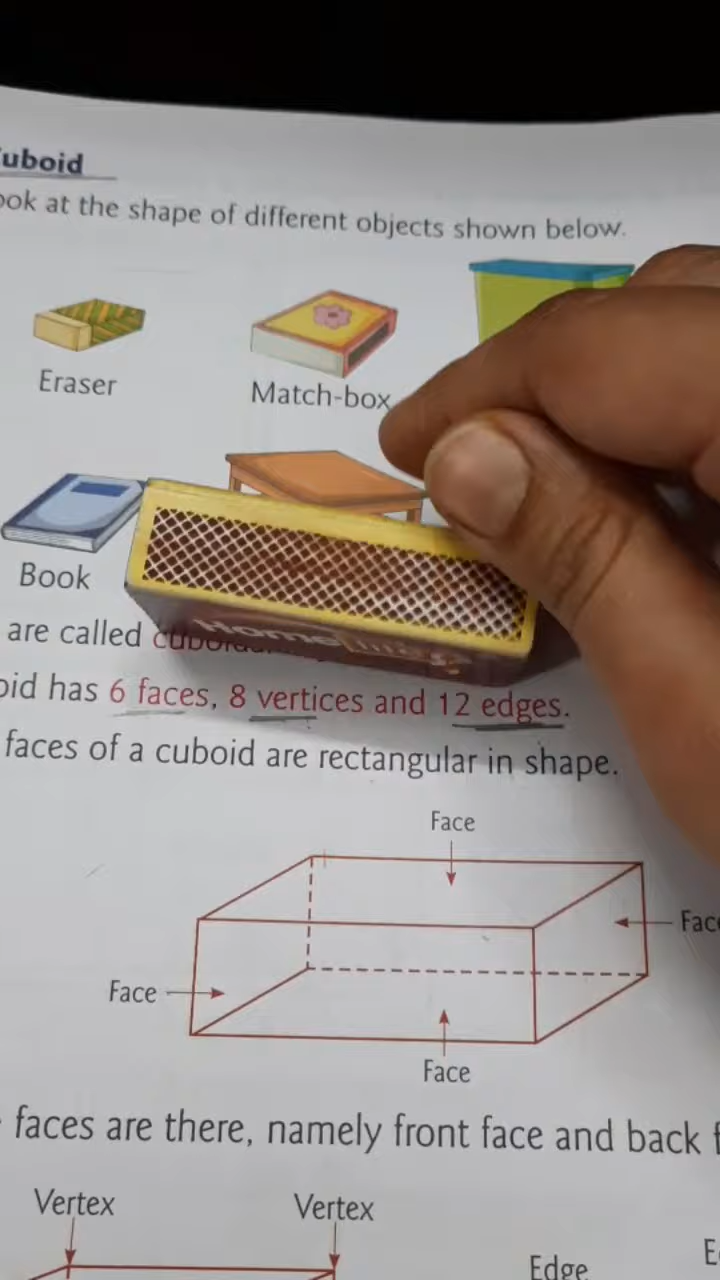 uboid
ook at the shape of different objects shown below.
Eraser
Match-box
Book
are called cuboids.
oid has 6 faces, 8 vertices and 12 edges.
faces of a cuboid are rectangular in shape.
Face
Fac
Face
Face
faces are there, namely front face and back f
Vertex
Vertex
Edge
E
Home